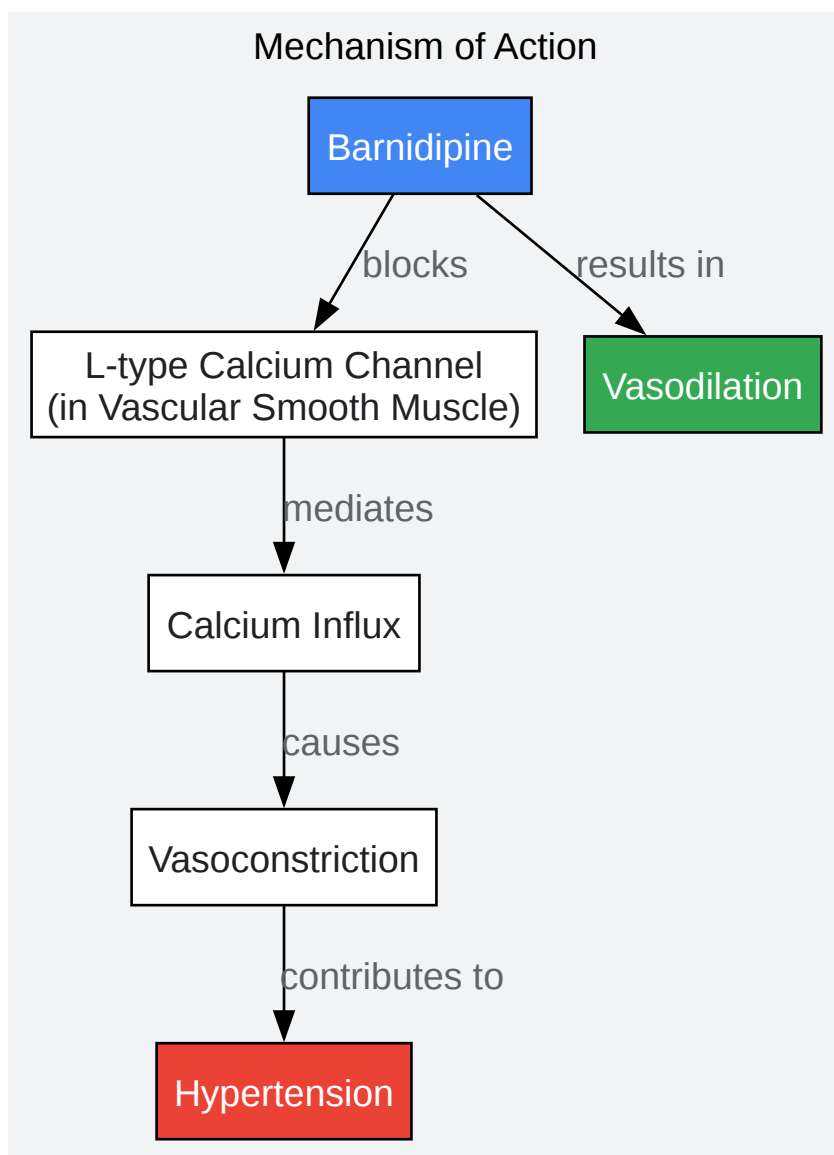 Mechanism of Action
Barnidipine
blocks
results in
L-type Calcium Channel
(in Vascular Smooth Muscle)
Vasodilation
mediates
Calcium Influx
causes
Vasoconstriction
contributes to
Hypertension